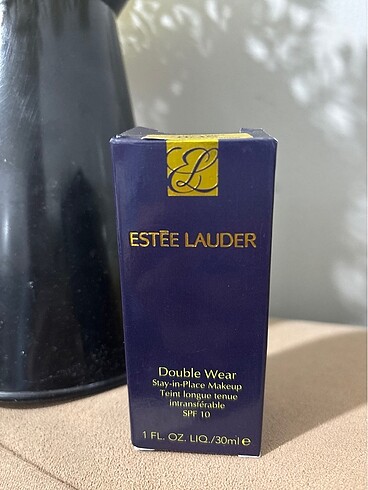 EL
ESTĒE LAUDER
Double Wear
Stay-in-Place Makeup
Teint longue tenue
intransférable
SPF 10
1 FL. OZ. LIQ./30ml e